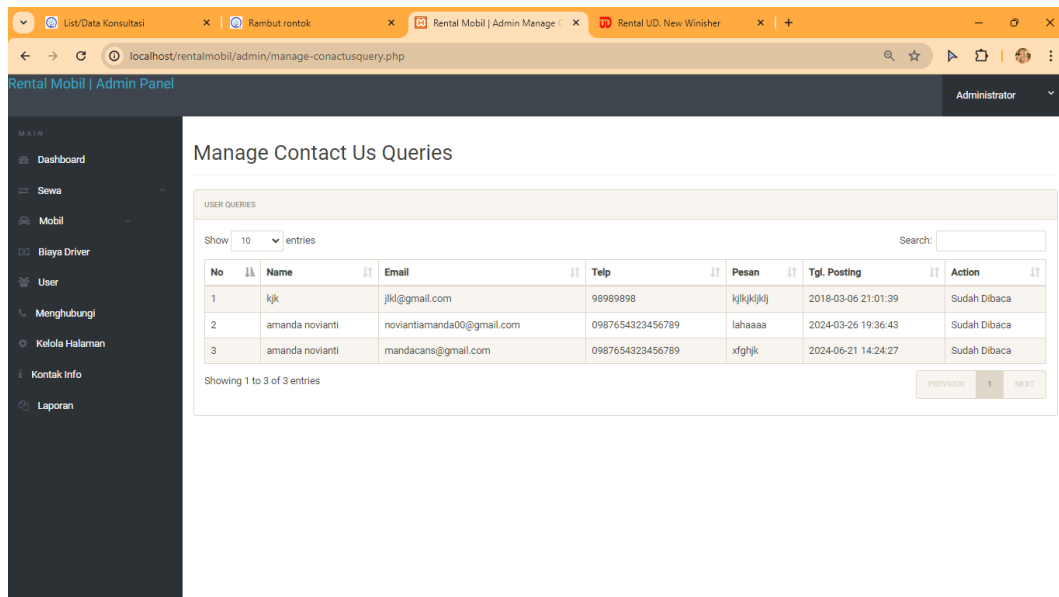 List/Data Konsultasi
Rambut rontok
Rental Mobil | Admin Manage C
Rental UD. New Winisher
localhost/rentalmobil/admin/manage-conactusquery.php
Rental Mobil | Admin Panel
Administrator
MAIN
Dashboard
Sewa
Mobil
Biaya Driver
User
Menghubungi
Kelola Halaman
Kontak Info
Laporan
Manage Contact Us Queries
USER QUERIES
Show 10 entries
Search:
No Name Email Telp Pesan Tgl. Posting Action
1 kjk jlkl@gmail.com 98989898 kjlkjkljklj 2018-03-06 21:01:39 Sudah Dibaca
2 amanda novianti noviantiamanda00@gmail.com 0987654323456789 lahaaaa 2024-03-26 19:36:43 Sudah Dibaca
3 amanda novianti mandacans@gmail.com 0987654323456789 xfghjk 2024-06-21 14:24:27 Sudah Dibaca
Showing 1 to 3 of 3 entries
PREVIOUS 1 NEXT